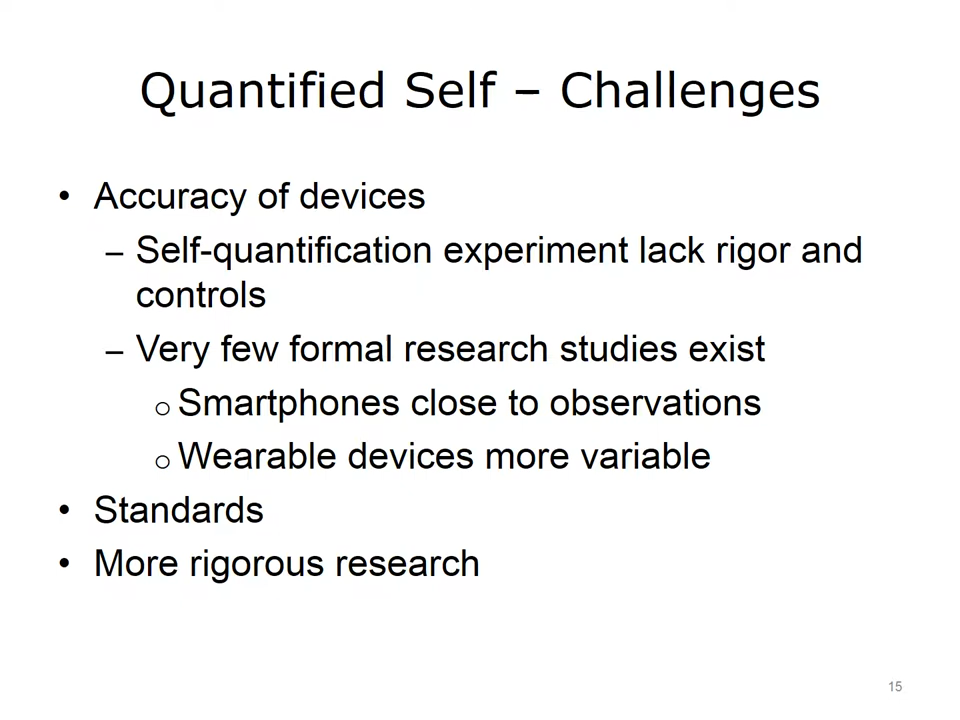 Quantified Self – Challenges
• Accuracy of devices
– Self-quantification experiment lack rigor and
controls
– Very few formal research studies exist
o Smartphones close to observations
o Wearable devices more variable
• Standards
• More rigorous research
15